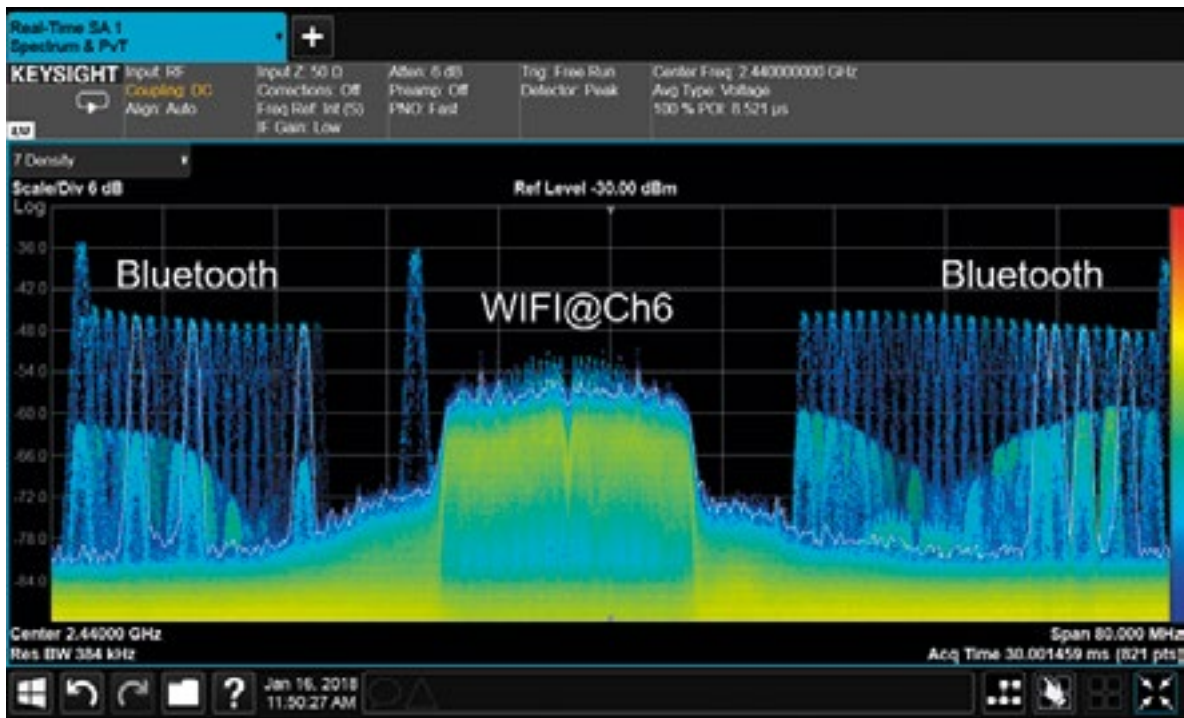 Real-Time SA 1
Spectrum & PvT
KEYSIGHT
Input: RF
Coupling: DC
Align: Auto
Input Z: 50 Ω
Corrections: Off
Freq Ref: Int (S)
IF Gain: Low
Atten: 6 dB
Preamp: Off
PNO: Fast
Trig: Free Run
Detector: Peak
Center Freq: 2.440000000 GHz
Avg Type: Voltage
100 % POI: 8.521 µs
7 Density
Scale/Div 6 dB
Ref Level -30.00 dBm
Log
-36.0
-42.0
-48.0
-54.0
-60.0
-66.0
-72.0
-78.0
-84.0
Bluetooth
WIFI@Ch6
Bluetooth
Center 2.44000 GHz
Res BW 384 kHz
Span 80.000 MHz
Acq Time 30.001459 ms (821 pts)
?
Jan 16, 2018
11:50:27 AM